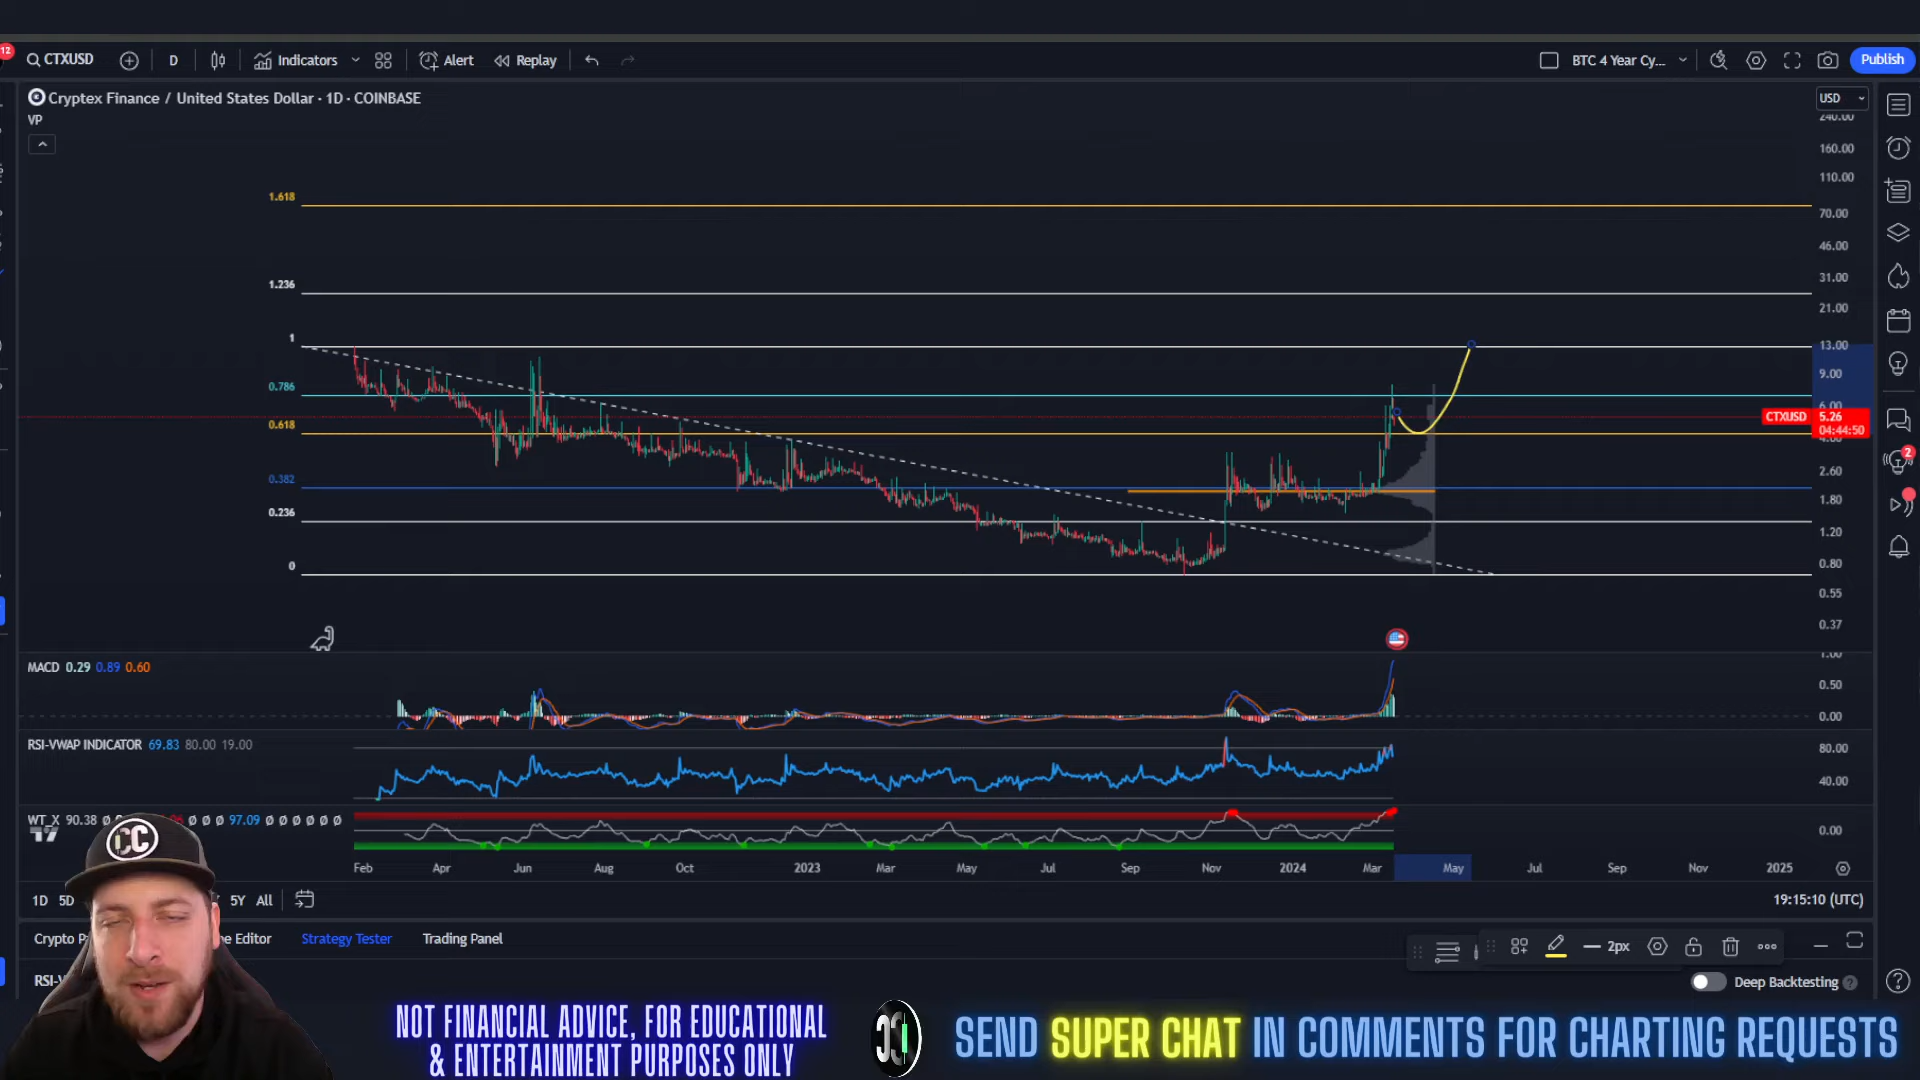 12
CTXUSD
D
Indicators
Alert
Replay
BTC 4 Year Cy...
Publish
Cryptex Finance / United States Dollar · 1D · COINBASE
USD
VP
240.00
160.00
110.00
1.618
70.00
46.00
1.236
31.00
21.00
1
13.00
9.00
0.786
6.00
CTXUSD 5.26
04:44:50
0.618
4.00
2.60
2
0.382
1.80
0.236
1.20
0.80
0
0.55
0.37
MACD 0.29 0.89 0.60
1.00
0.50
0.00
RSI-VWAP INDICATOR 69.83 80.00 19.00
80.00
40.00
WT_X 90.38 Ø Ø Ø Ø 97.09 Ø Ø Ø Ø Ø Ø
0.00
Feb Apr Jun Aug Oct 2023 Mar May Jul Sep Nov 2024 Mar May Jul Sep Nov 2025
1D 5D 5Y All
19:15:10 (UTC)
Crypto
e Editor Strategy Tester Trading Panel
2px
RSI-V
Deep Backtesting
CC
NOT FINANCIAL ADVICE, FOR EDUCATIONAL
& ENTERTAINMENT PURPOSES ONLY
SEND SUPER CHAT IN COMMENTS FOR CHARTING REQUESTS